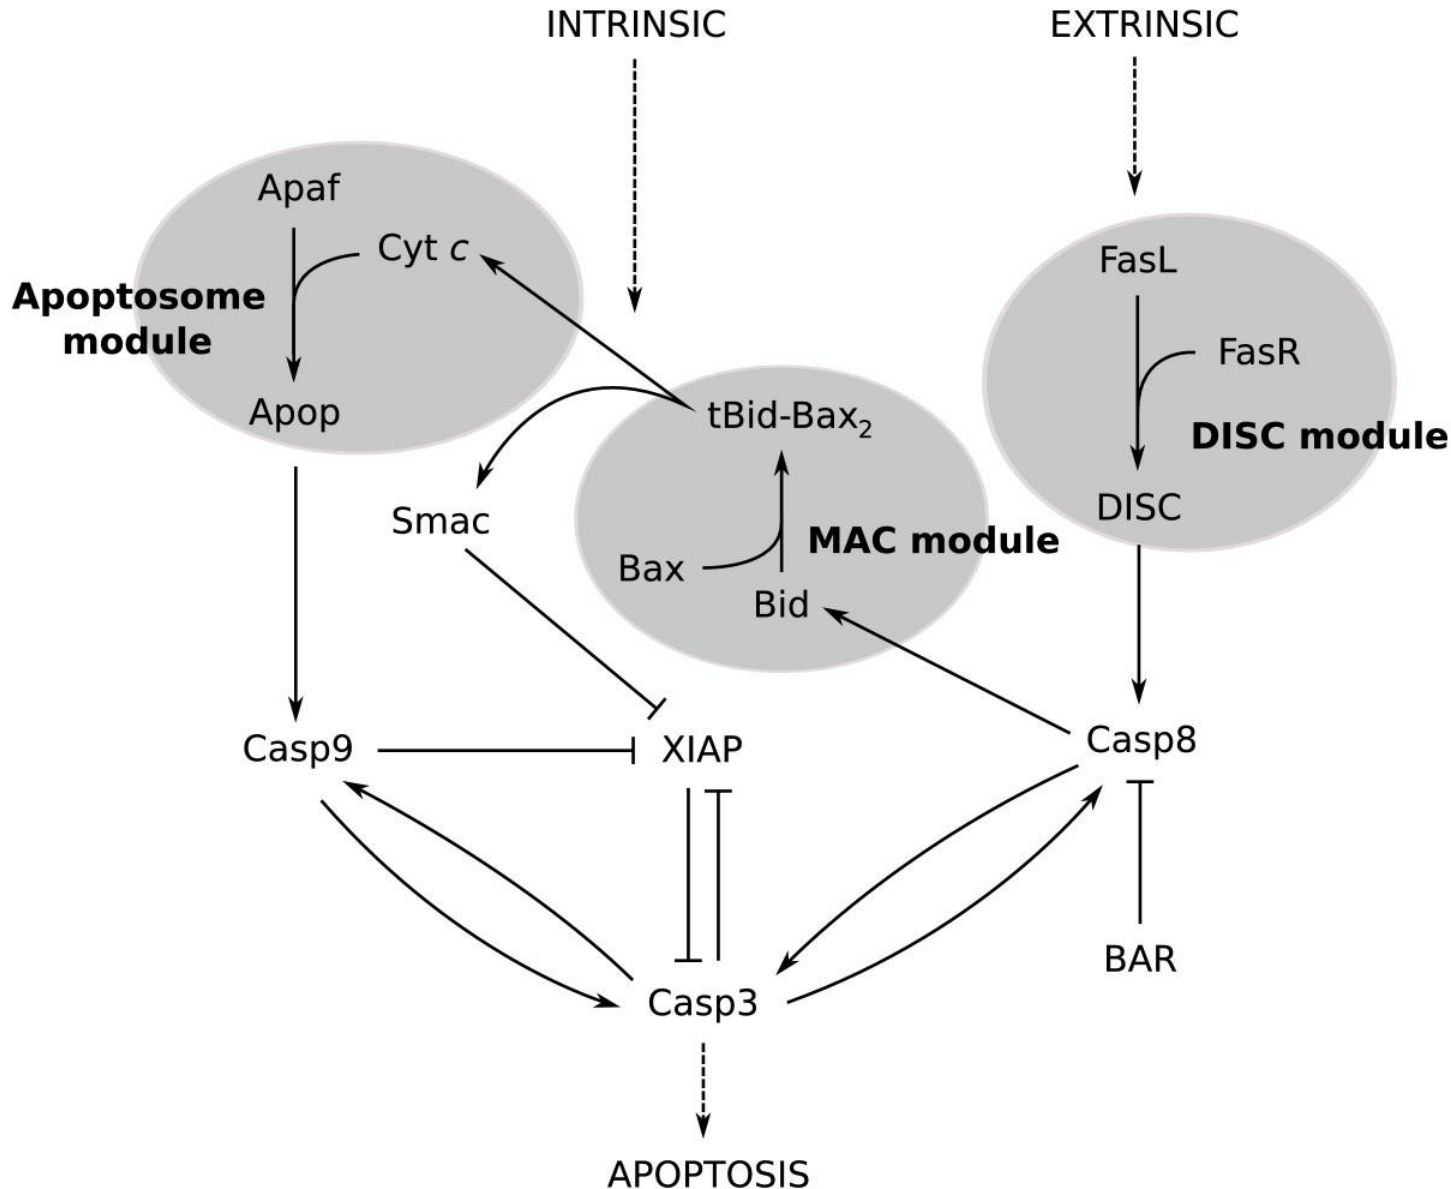 INTRINSIC
EXTRINSIC
Apaf
Cyt c
Apoptosome
module
Apop
FasL
FasR
DISC module
DISC
tBid-Bax2
Smac
MAC module
Bax
Bid
Casp9
XIAP
Casp8
BAR
Casp3
APOPTOSIS